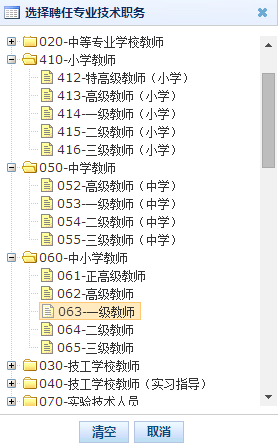 选择聘任专业技术职务
020-中等专业学校教师
410-小学教师
412-特高级教师（小学）
413-高级教师（小学）
414-一级教师（小学）
415-二级教师（小学）
416-三级教师（小学）
050-中学教师
052-高级教师（中学）
053-一级教师（中学）
054-二级教师（中学）
055-三级教师（中学）
060-中小学教师
061-正高级教师
062-高级教师
063-一级教师
064-二级教师
065-三级教师
030-技工学校教师
040-技工学校教师（实习指导）
070-实验技术人员
清空 取消